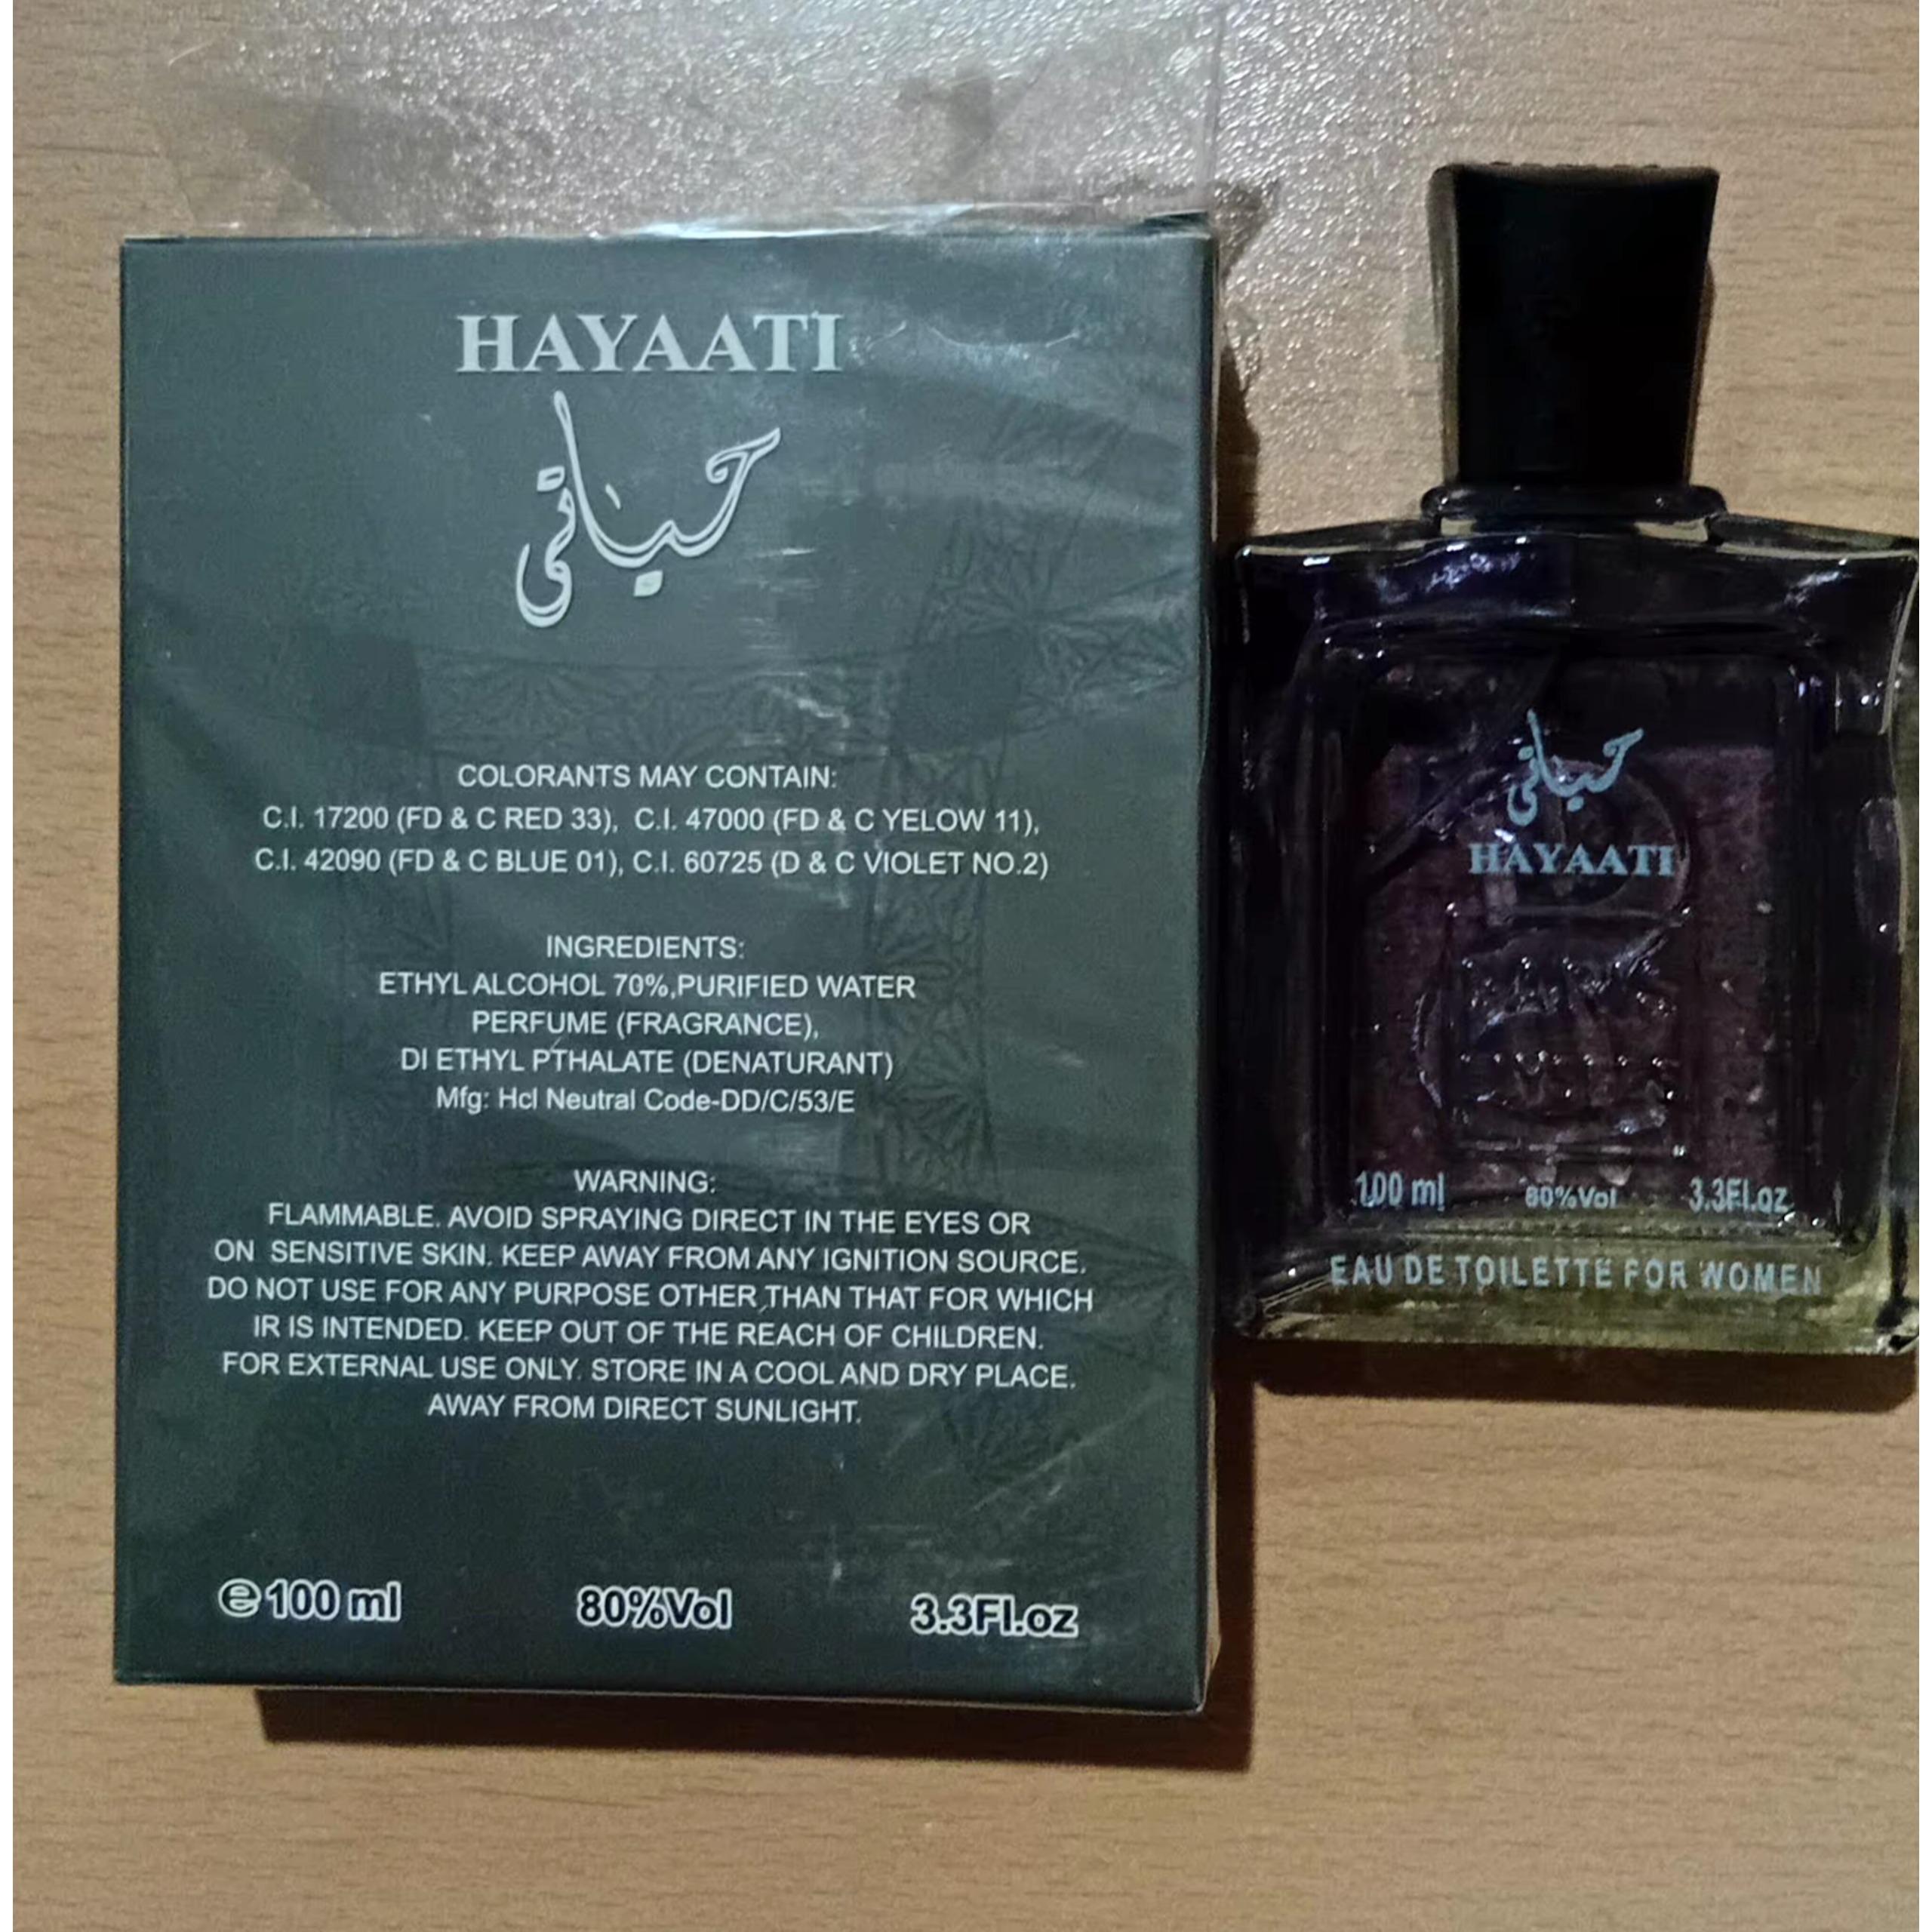 HAYAATI
حياتي
COLORANTS MAY CONTAIN:
C.I. 17200 (FD & C RED 33), C.I. 47000 (FD & C YELOW 11),
C.I. 42090 (FD & C BLUE 01), C.I. 60725 (D & C VIOLET NO.2)
INGREDIENTS:
ETHYL ALCOHOL 70%,PURIFIED WATER
PERFUME (FRAGRANCE),
DI ETHYL PTHALATE (DENATURANT)
Mfg: Hcl Neutral Code-DD/C/53/E
WARNING:
FLAMMABLE. AVOID SPRAYING DIRECT IN THE EYES OR
ON SENSITIVE SKIN. KEEP AWAY FROM ANY IGNITION SOURCE.
DO NOT USE FOR ANY PURPOSE OTHER THAN THAT FOR WHICH
IR IS INTENDED. KEEP OUT OF THE REACH OF CHILDREN.
FOR EXTERNAL USE ONLY. STORE IN A COOL AND DRY PLACE.
AWAY FROM DIRECT SUNLIGHT.
e 100 ml 80%Vol 3.3Fl.oz
حياتي
HAYAATI
100 ml 80%Vol 3.3Fl.oz
EAU DE TOILETTE FOR WOMEN